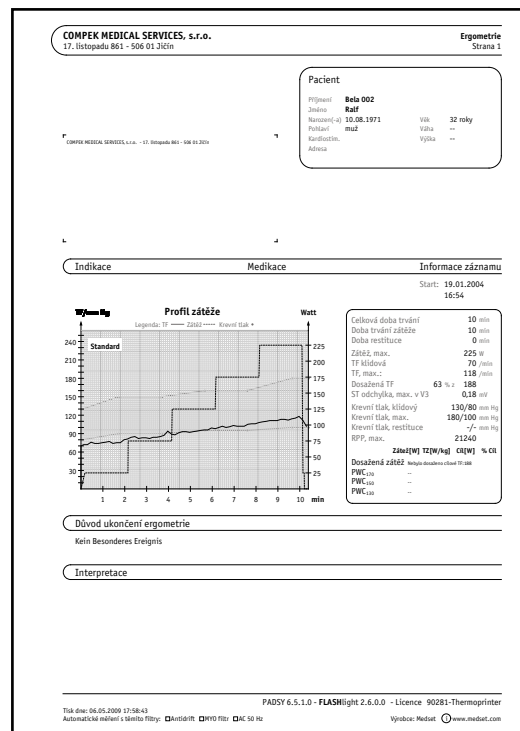 COMPEK MEDICAL SERVICES, s.r.o.
17. listopadu 861 - 506 01 Jičín
Ergometrie
Strana 1
Pacient
Příjmení Bela 002
Jméno Ralf
Narozen(-a) 10.08.1971 Věk 32 roky
Pohlaví muž Váha --
Kardiostim. Výška --
Adresa
COMPEK MEDICAL SERVICES, s.r.o. - 17. listopadu 861 - 506 01 Jičín
Indikace Medikace Informace záznamu
Start: 19.01.2004
16:54
Profil zátěže Watt
Legenda: TF Zátěž Krevní tlak +
Standard
240
210
180
150
120
90
60
30
225
200
175
150
125
100
75
50
25
1 2 3 4 5 6 7 8 9 10 min
Celková doba trvání 10 min
Doba trvání zátěže 10 min
Doba restituce 0 min
Zátěž, max. 225 W
TF klidová 70 /min
TF, max.: 118 /min
Dosažená TF 63 % z 188
ST odchylka, max. v V3 0,18 mV
Krevní tlak, klidový 130/80 mm Hg
Krevní tlak, max. 180/100 mm Hg
Krevní tlak, restituce -/- mm Hg
RPP, max. 21240
Zátež[W] TZ[W/kg] Cíl[W] % Cíl
Dosažená zátěž Nebyla dosažena cílová TF:188
PWC170 --
PWC150 --
PWC130 --
Důvod ukončení ergometrie
Kein Besonderes Ereignis
Interpretace
PADSY 6.5.1.0 - FLASHlight 2.6.0.0 - Licence 90281-Thermoprinter
Tisk dne: 06.05.2009 17:58:43
Automatické měření s těmito filtry: Antidrift MYO filtr AC 50 Hz
Výrobce: Medset i www.medset.com